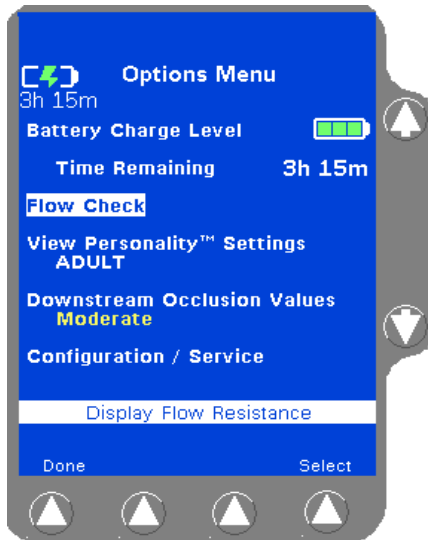 Options Menu
3h 15m
Battery Charge Level
Time Remaining 3h 15m
Flow Check
View Personality™ Settings
ADULT
Downstream Occlusion Values
Moderate
Configuration / Service
Display Flow Resistance
Done Select